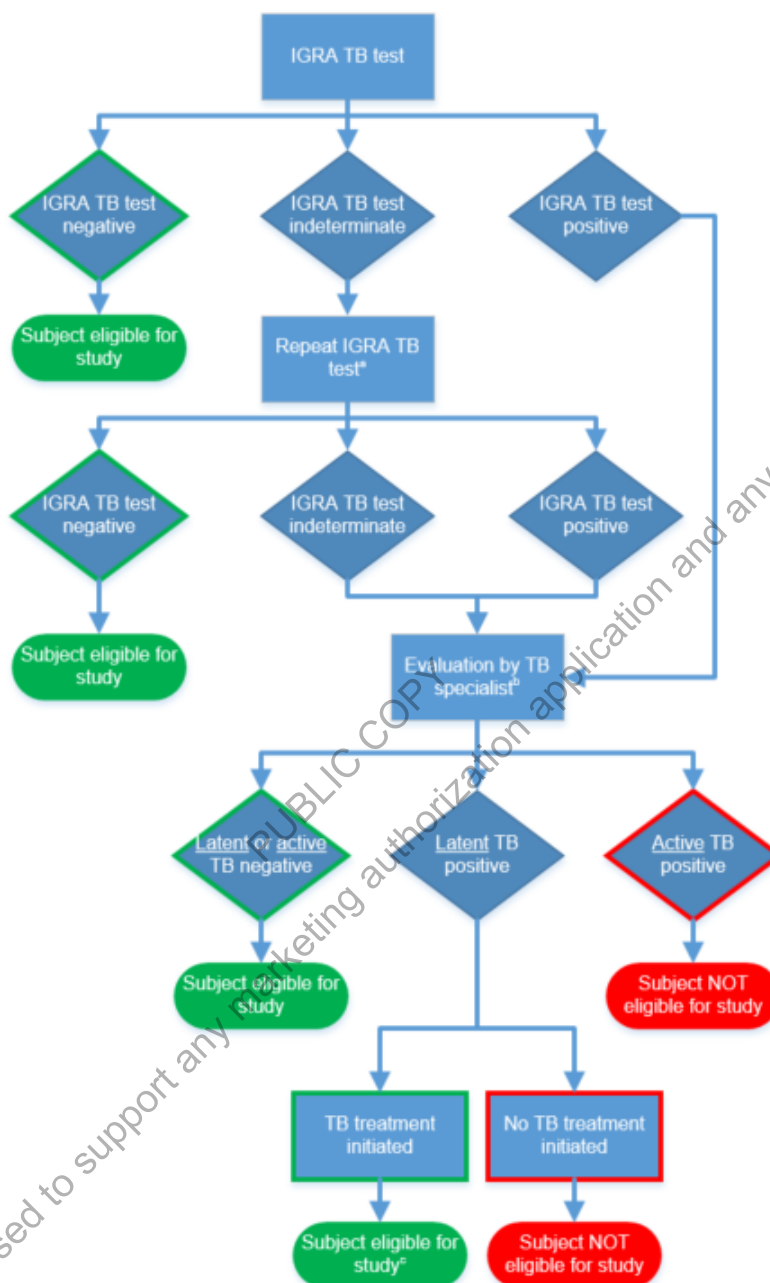 IGRA TB test
IGRA TB test
negative
IGRA TB test
indeterminate
IGRA TB test
positive
Subject eligible for
study
Repeat IGRA TB
testᵃ
IGRA TB test
negative
IGRA TB test
indeterminate
IGRA TB test
positive
Subject eligible for
study
Evaluation by TB
specialistᵇ
Latent or active
TB negative
Latent TB
positive
Active TB
positive
Subject eligible for
study
Subject NOT
eligible for study
TB treatment
initiated
No TB treatment
initiated
Subject eligible for
studyᶜ
Subject NOT
eligible for study
PUBLIC COPY
to support any marketing authorization application and any